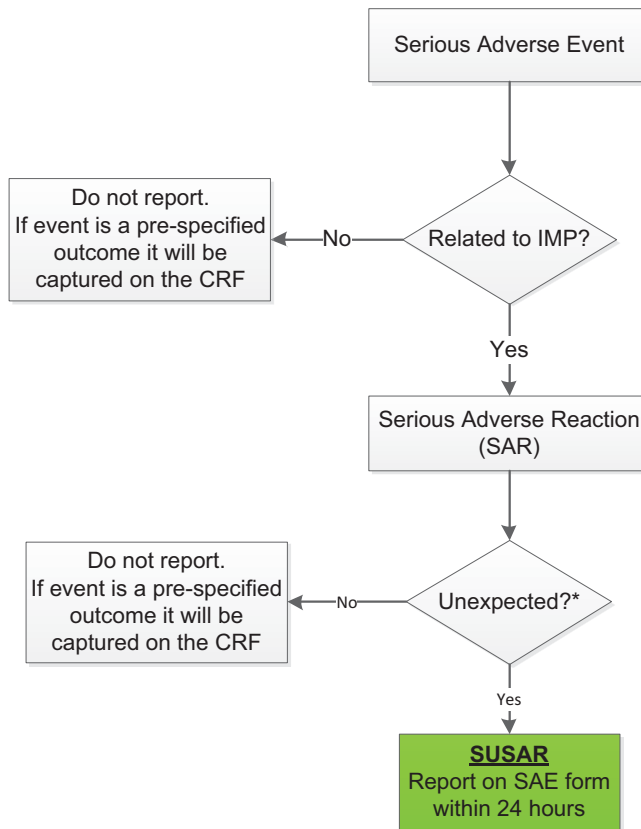 Serious Adverse Event
Do not report.
If event is a pre-specified
outcome it will be
captured on the CRF
No
Related to IMP?
Yes
Serious Adverse Reaction
(SAR)
Do not report.
If event is a pre-specified
outcome it will be
captured on the CRF
No
Unexpected?*
Yes
SUSAR
Report on SAE form
within 24 hours